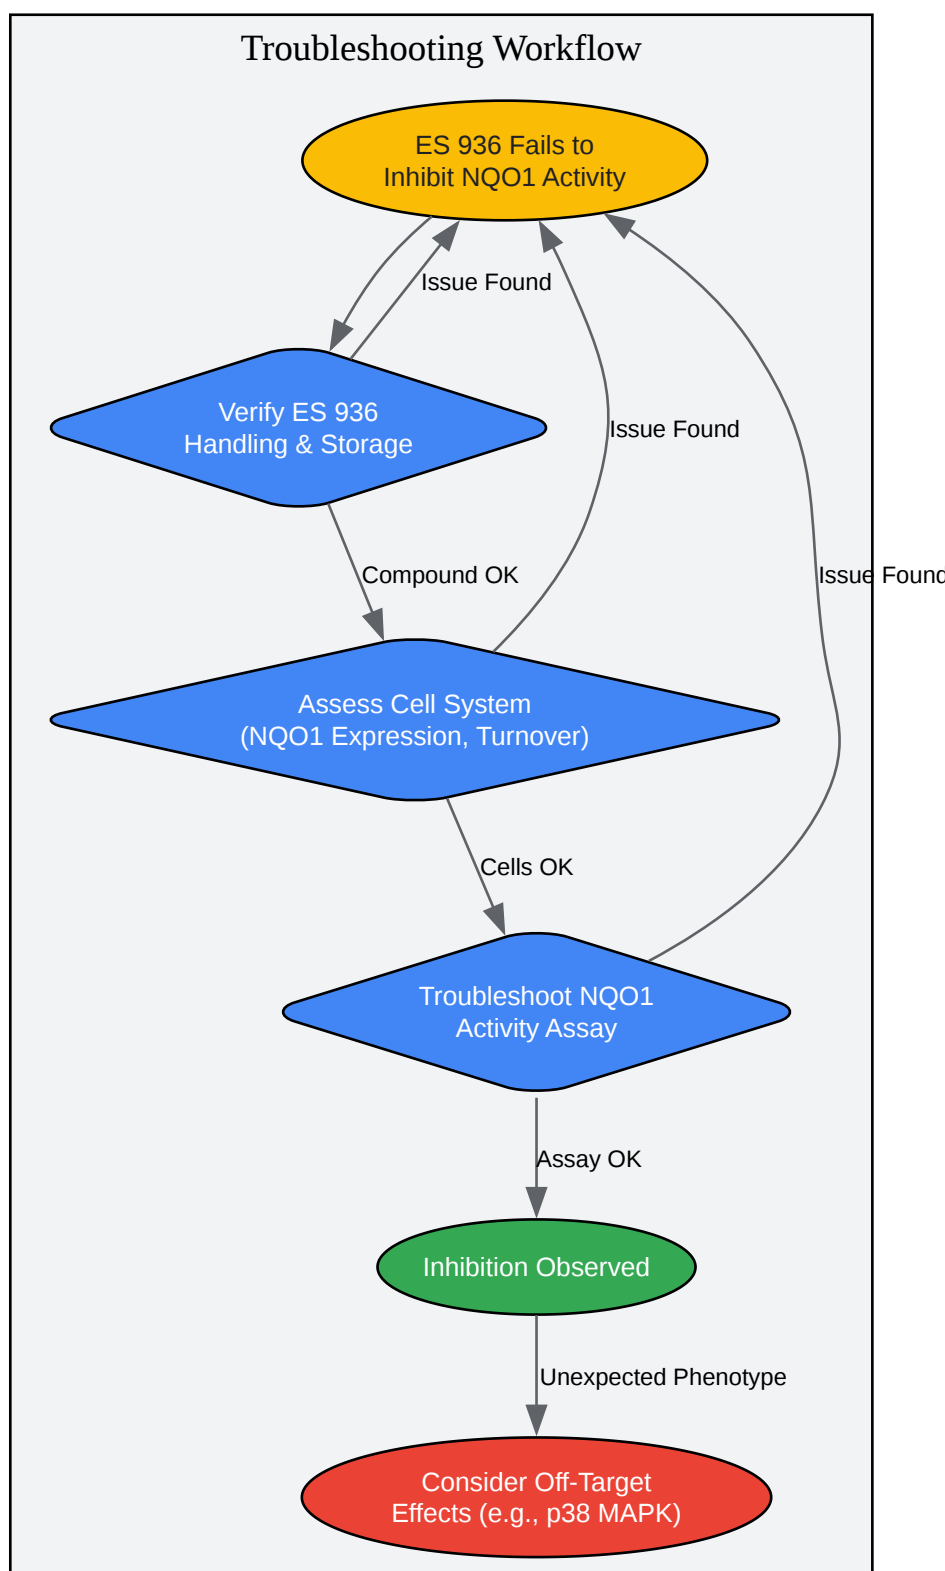 Troubleshooting Workflow
ES 936 Fails to
Inhibit NQO1 Activity
Issue Found
Verify ES 936
Handling & Storage
Issue Found
Compound OK
Issue Found
Assess Cell System
(NQO1 Expression, Turnover)
Cells OK
Troubleshoot NQO1
Activity Assay
Assay OK
Inhibition Observed
Unexpected Phenotype
Consider Off-Target
Effects (e.g., p38 MAPK)